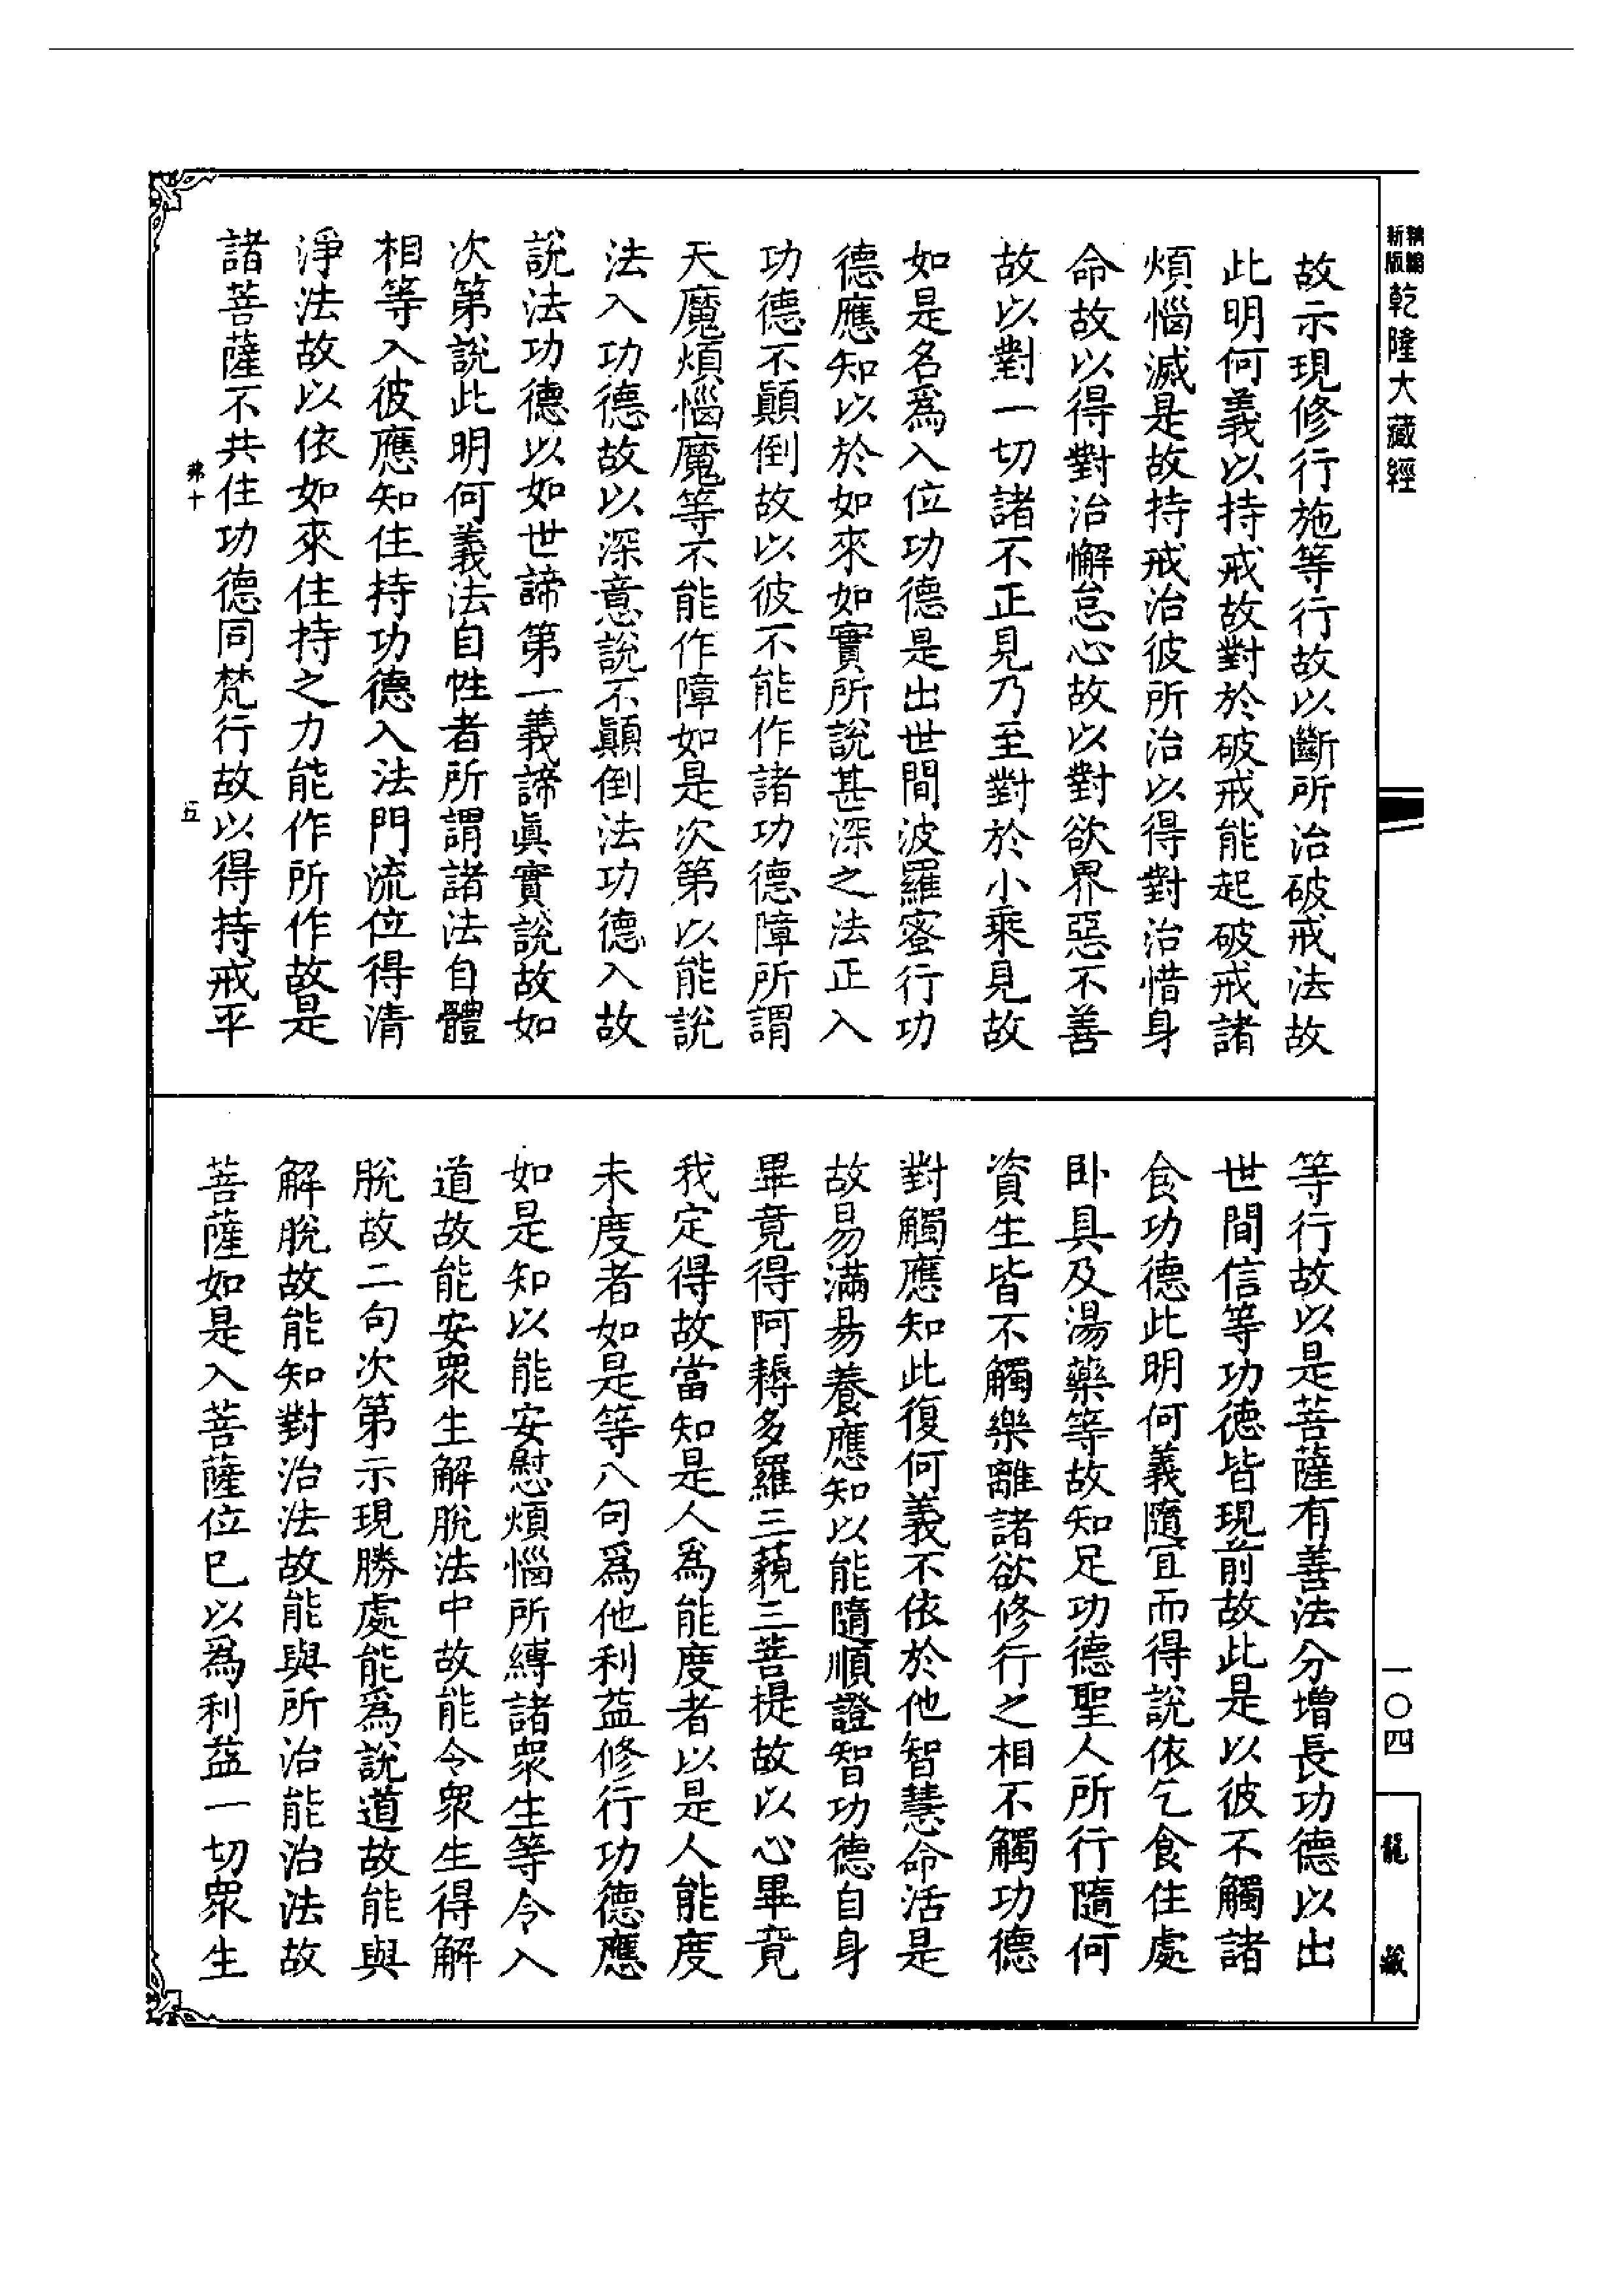 新編縮版乾隆大藏經
故示現修行施等行故以斷所治破戒法故
此明何義以持戒故對於破戒能起破戒諸
煩惱滅是故持戒治彼所治以得對治惜身
命故以得對治懈怠心故以對欲界惡不善
故以對一切諸不正見乃至對於小乘見故
如是名爲入位功德是出世間波羅蜜行功
德應知以於如來如實所說甚深之法正入
功德不顛倒故以彼不能作諸功德障所謂
天魔煩惱魔等不能作障如是次第以能說
法入功德故以深意說不顛倒法功德入故
說法功德以如世諦第一義諦眞實說故如
次第說此明何義法自性者所謂諸法自體
相等入彼應知住持功德入法門流位得清
淨法故以依如來住持之力能作所作故是
諸菩薩不共住功德同梵行故以得持戒平
弗十
五
等行故以是菩薩有善法分增長功德以出
世間信等功德皆現前故此是以彼不觸諸
食功德此明何義隨宜而得說依乞食住處
卧具及湯藥等故知足功德聖人所行隨何
資生皆不觸樂離諸欲修行之相不觸功德
對觸應知此復何義不依於他智慧命活是
故易滿易養應知以能隨順證智功德自身
畢竟得阿耨多羅三藐三菩提故以心畢竟
我定得故當知是人爲能度者以是人能度
未度者如是等八句爲他利益修行功德應
如是知以能安慰煩惱所縛諸衆生等令入
道故能安衆生解脫法中故能令衆生得解
脫故二句次第示現勝處能爲說道故能與
解脫故能知對治法故能與所治能治法故
菩薩如是入菩薩位已以爲利益一切衆生
一〇四
龍藏